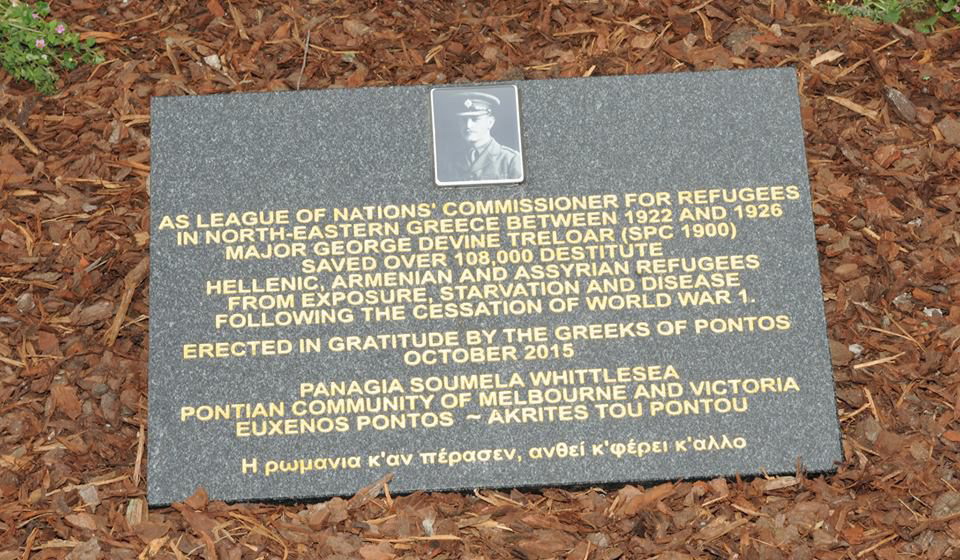 AS LEAGUE OF NATIONS' COMMISSIONER FOR REFUGEES
IN NORTH-EASTERN GREECE BETWEEN 1922 AND 1926
MAJOR GEORGE DEVINE TRELOAR (SPC 1900)
SAVED OVER 108,000 DESTITUTE
HELLENIC, ARMENIAN AND ASSYRIAN REFUGEES
FROM EXPOSURE, STARVATION AND DISEASE
FOLLOWING THE CESSATION OF WORLD WAR 1.
ERECTED IN GRATITUDE BY THE GREEKS OF PONTOS
OCTOBER 2015
PANAGIA SOUMELA WHITTLESEA
PONTIAN COMMUNITY OF MELBOURNE AND VICTORIA
EUXENOS PONTOS ~ AKRITES TOU PONTOU
Η ρωμανια κ'αν πέρασεν, ανθεί κ'φέρει κ'αλλο